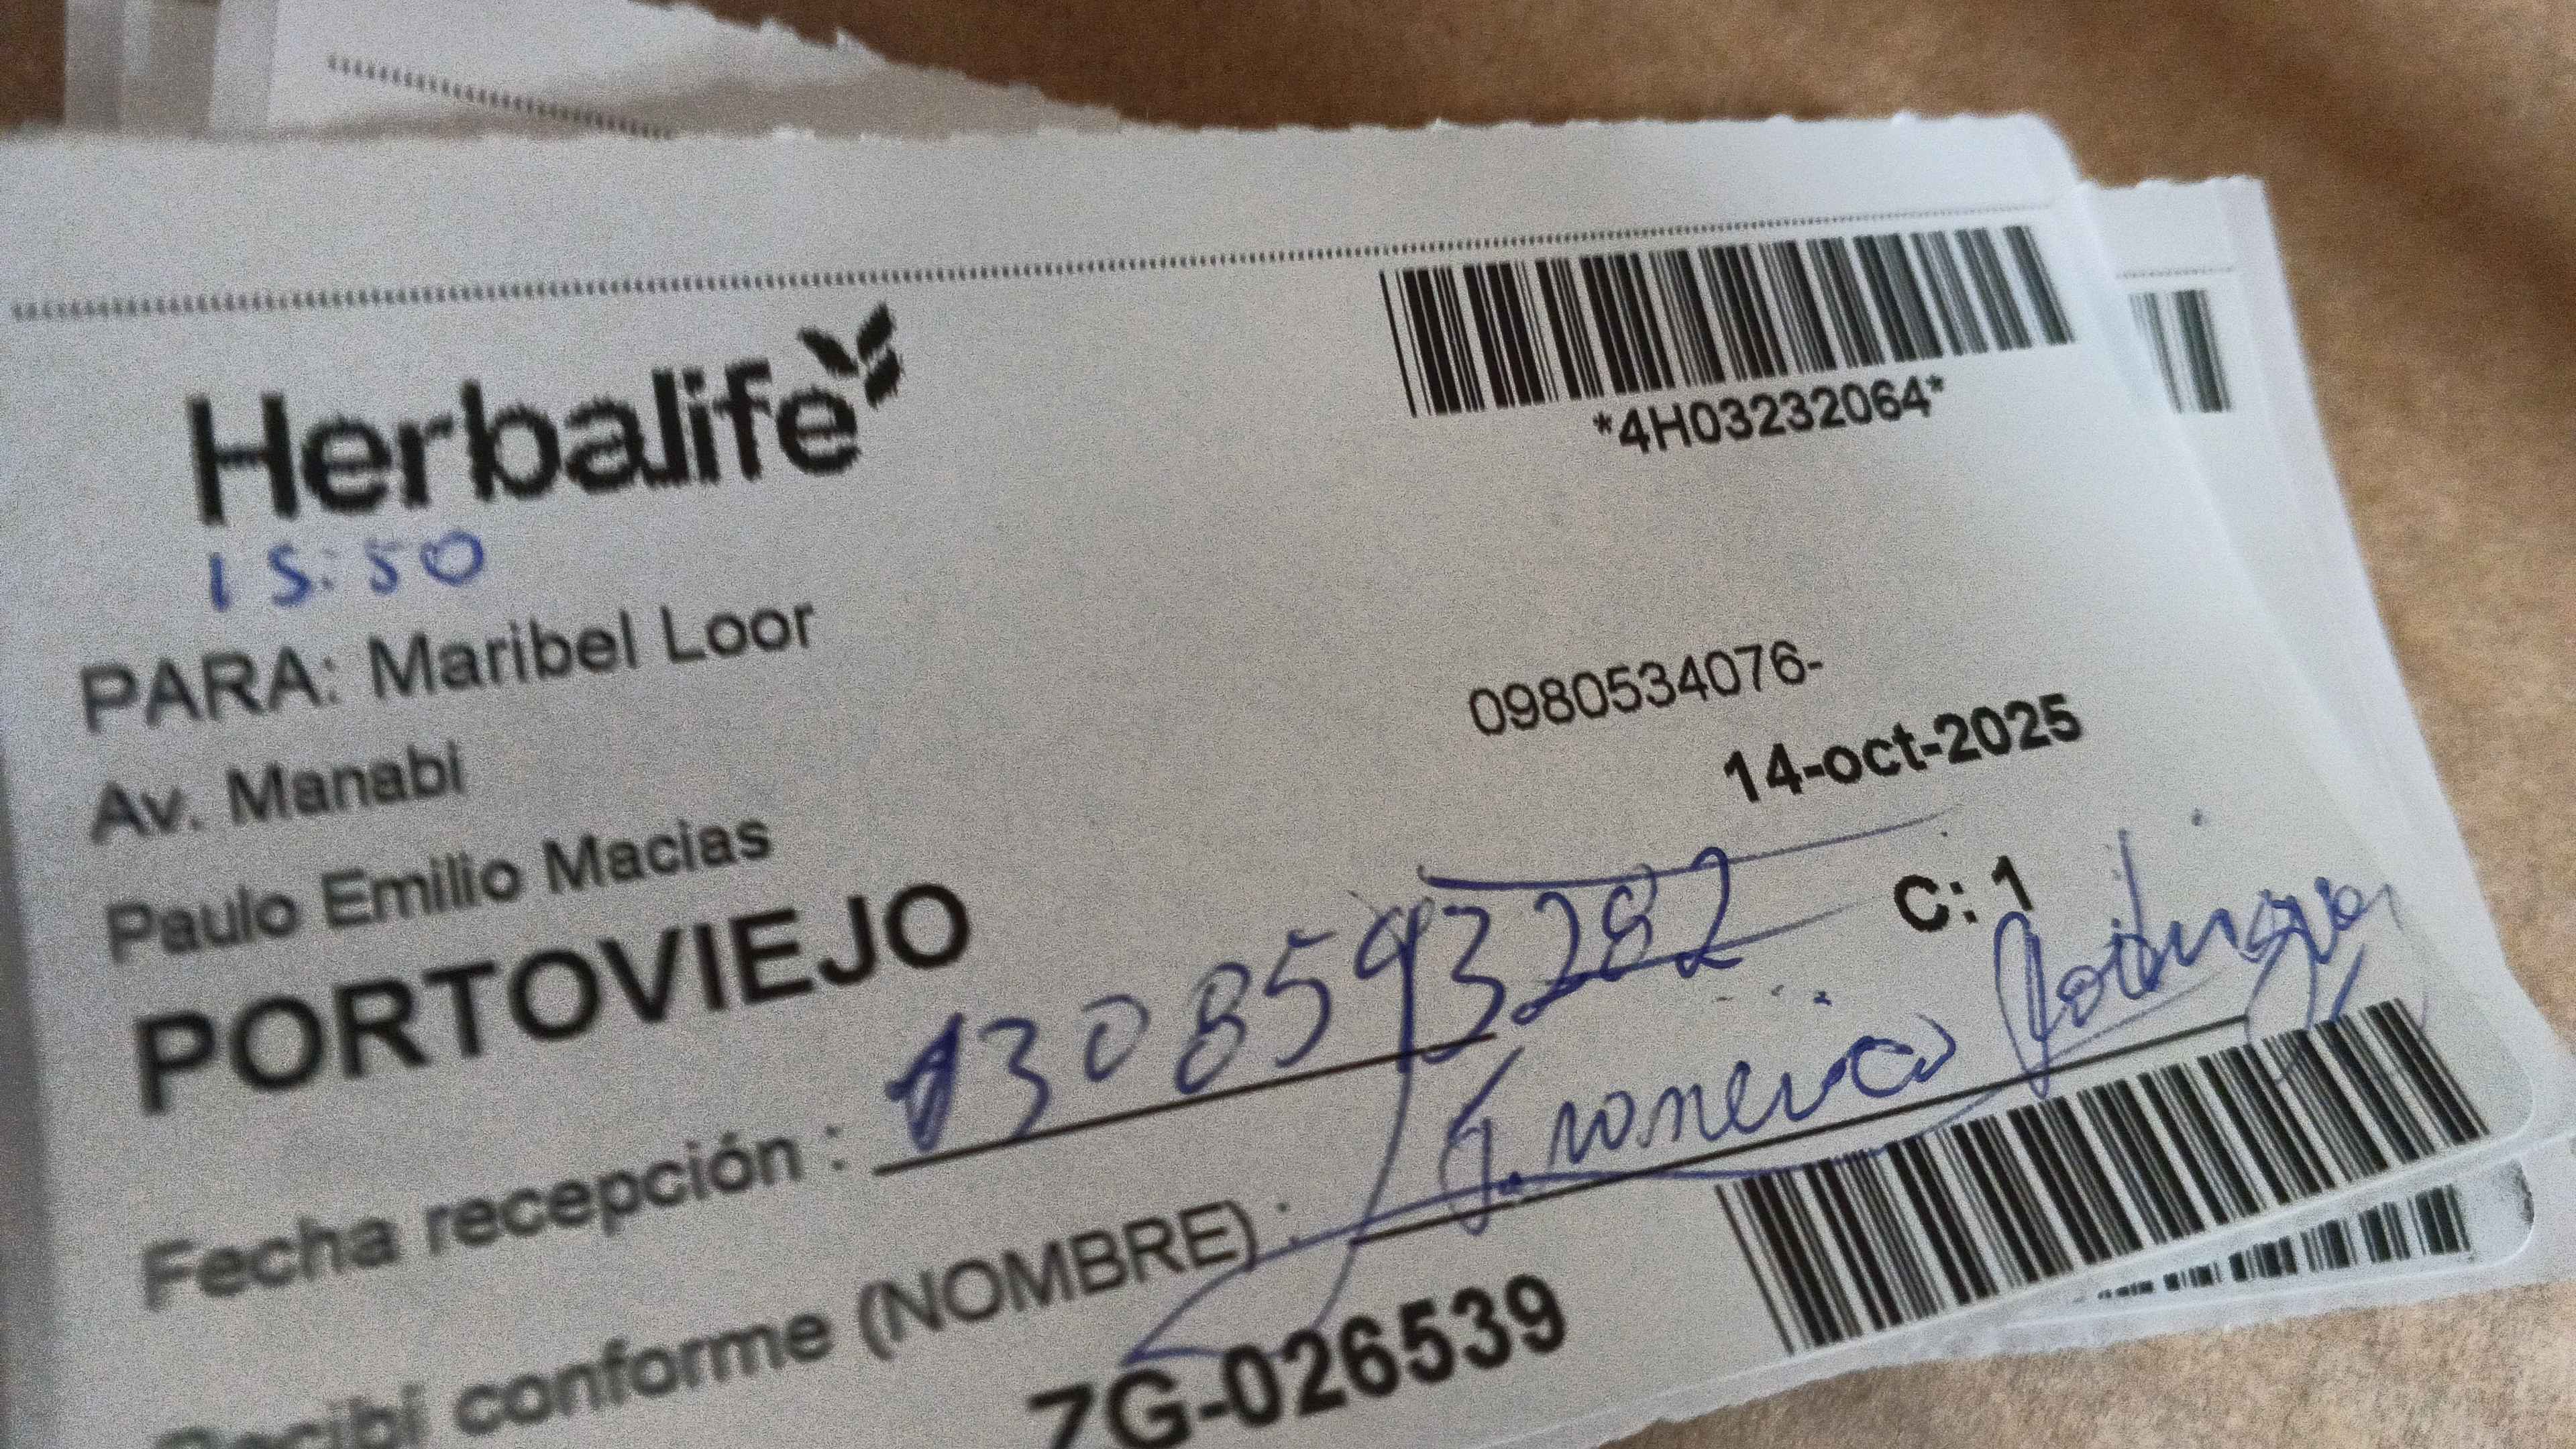 Herbalife
*4H03232064*
15:50
PARA: Maribel Loor
0980534076-
Av. Manabi
14-oct-2025
Paulo Emilio Macias
PORTOVIEJO
C: 1
Fecha recepción : 1308593282
Recibí conforme (NOMBRE) :
ZG-026539